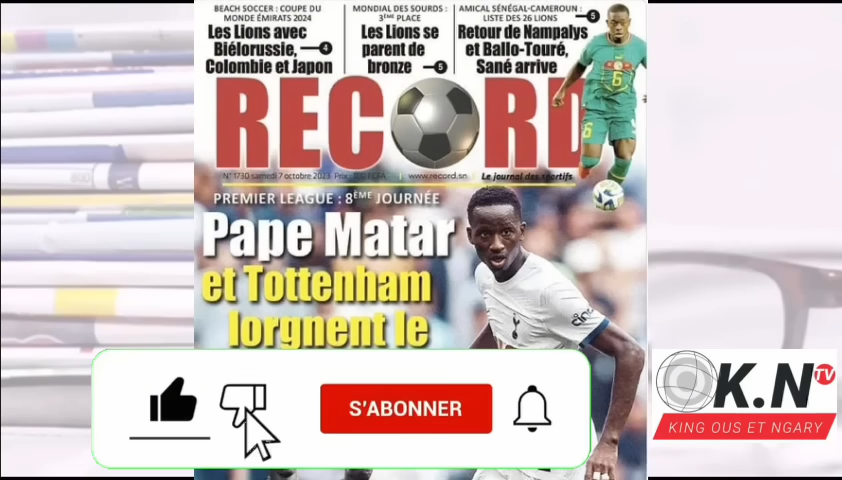 BEACH SOCCER : COUPE DU
MONDE ÉMIRATS 2024
Les Lions avec
Biélorussie, 4
Colombie et Japon
MONDIAL DES SOURDS :
3ÈME PLACE
Les Lions se
parent de
bronze 5
AMICAL SÉNÉGAL-CAMEROUN :
LISTE DES 26 LIONS 5
Retour de Nampalys
et Ballo-Touré,
Sané arrive
RECORD
N° 1730 samedi 7 octobre 2023 Prix : FCFA www.record.sn Le journal des sportifs
PREMIER LEAGUE : 8ÈME JOURNÉE
Pape Matar
et Tottenham
lorgnent le
S'ABONNER
K.N TV
KING OUS ET NGARY